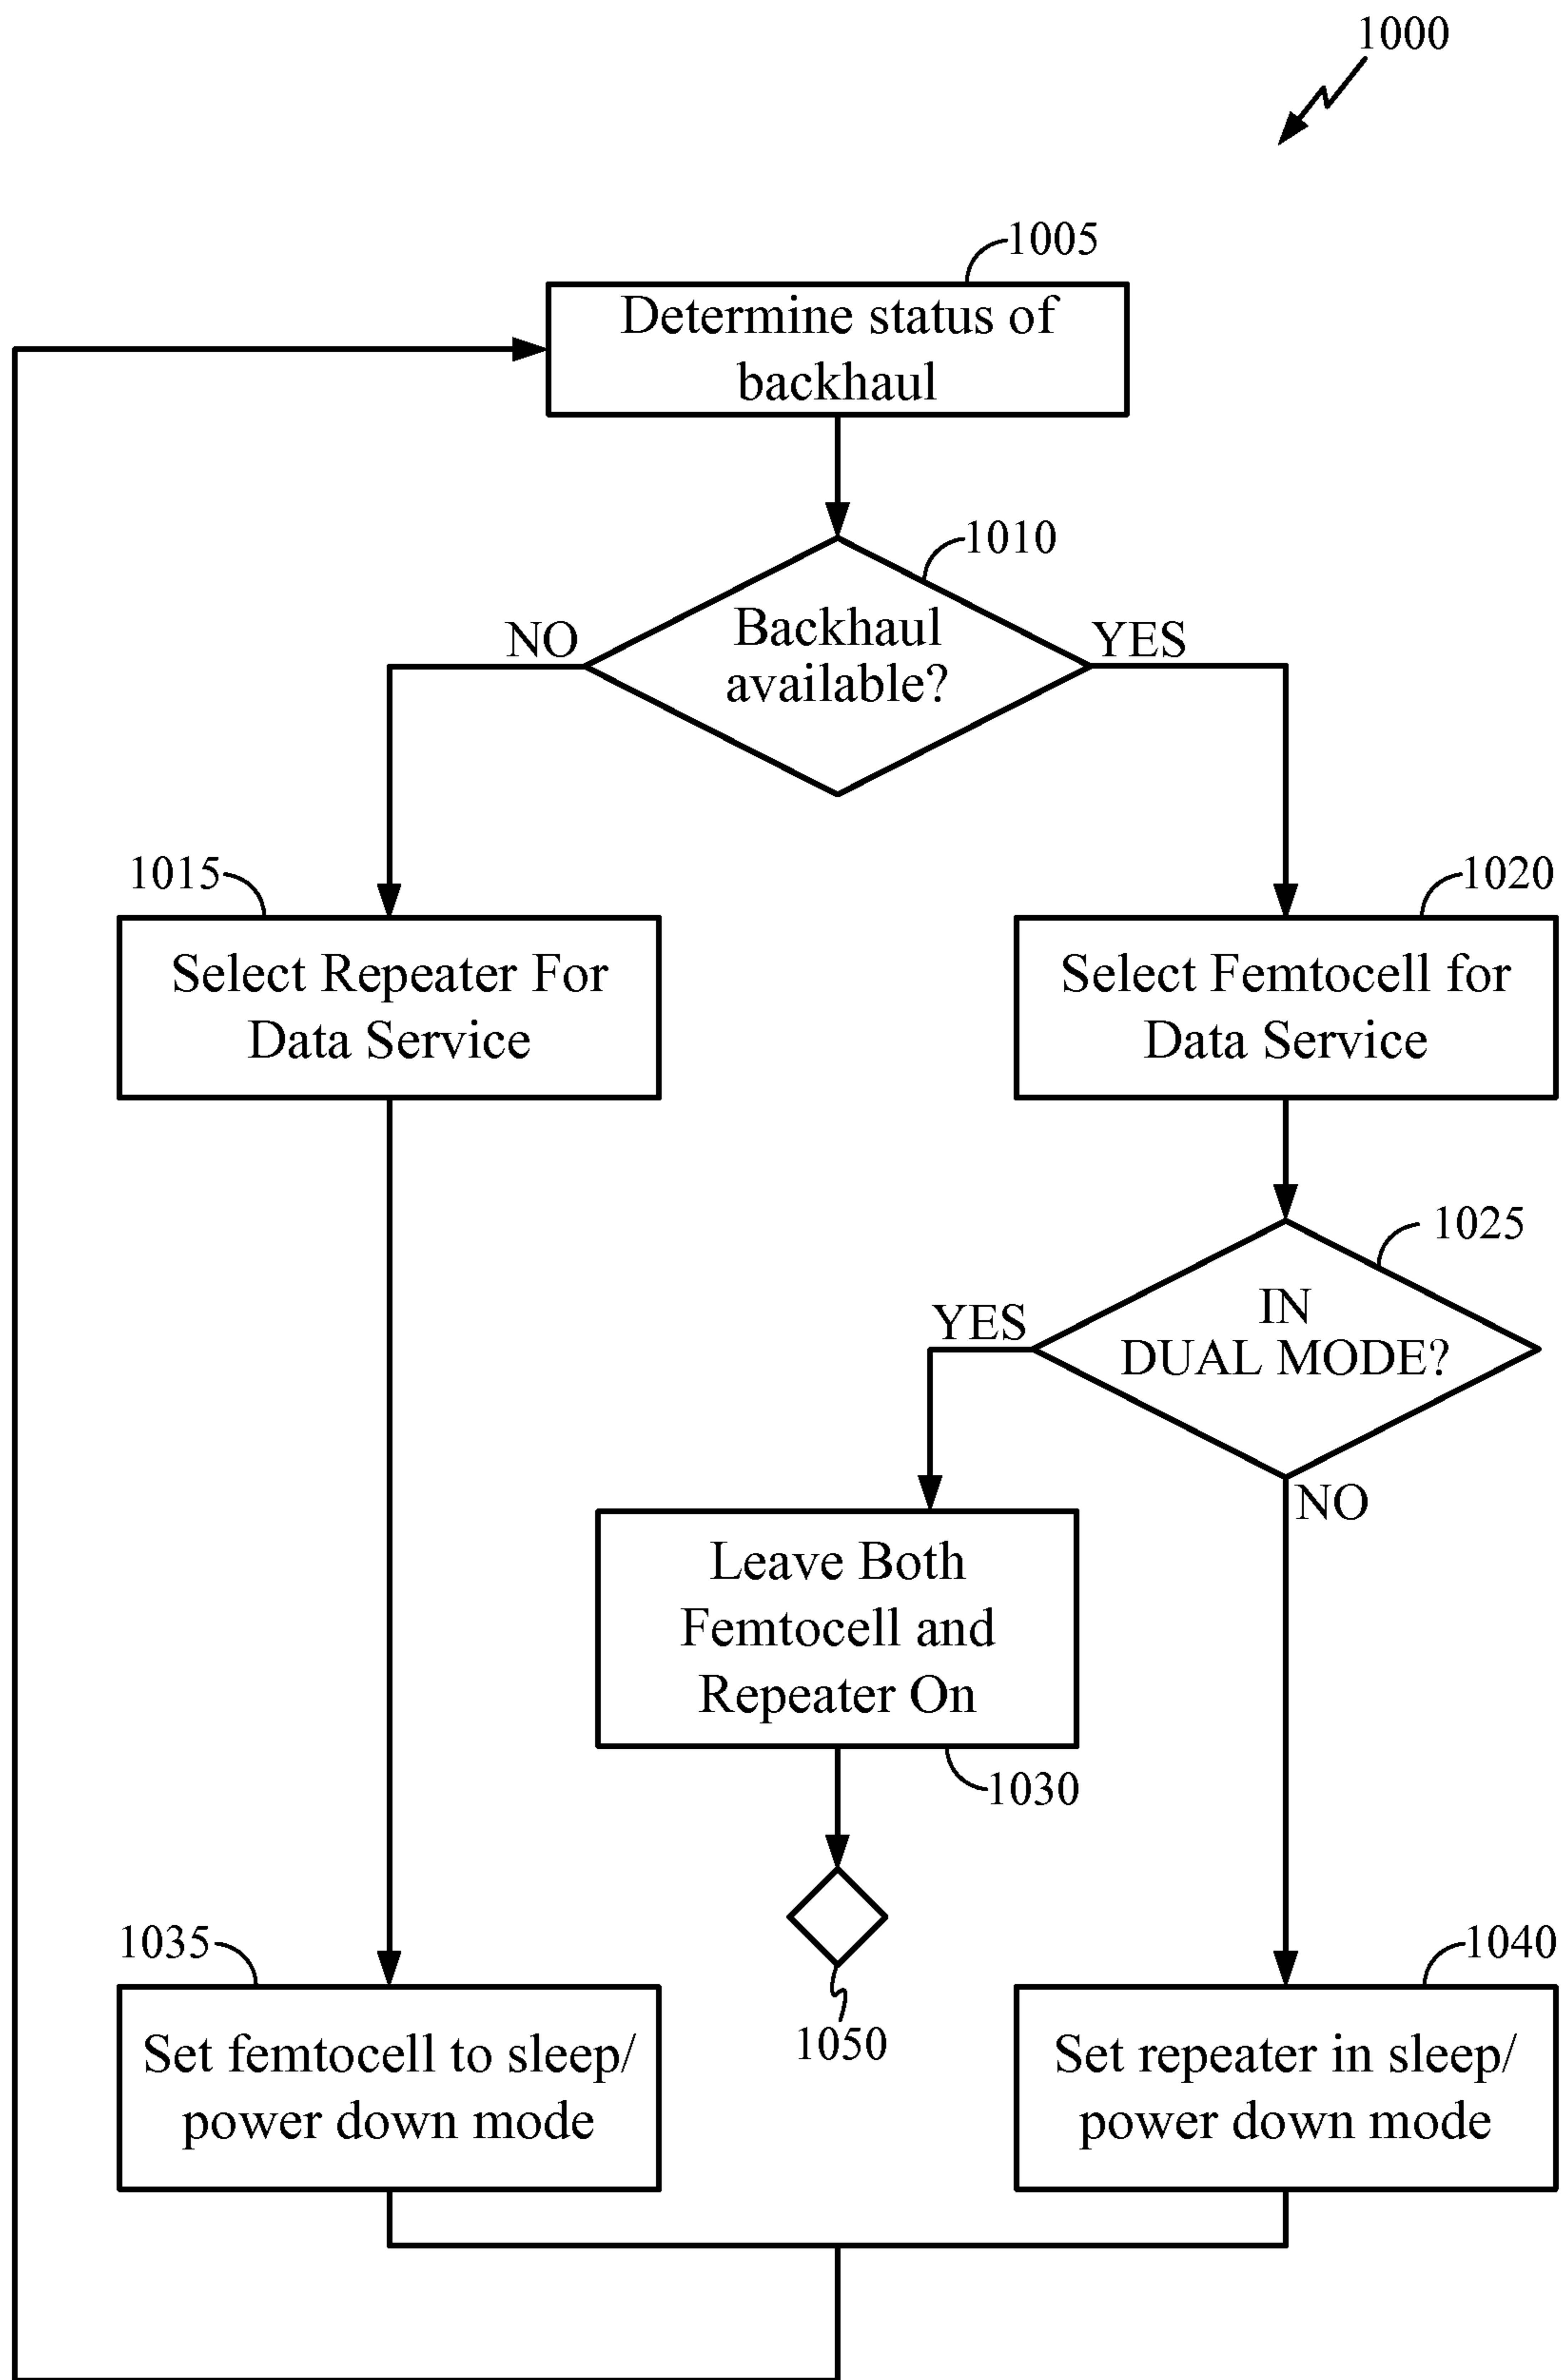 1000
1005
Determine status of
backhaul
1010
NO
Backhaul
available?
YES
1015
Select Repeater For
Data Service
1020
Select Femtocell for
Data Service
1025
IN
DUAL MODE?
YES
NO
Leave Both
Femtocell and
Repeater On
1030
1050
1035
Set femtocell to sleep/
power down mode
1040
Set repeater in sleep/
power down mode